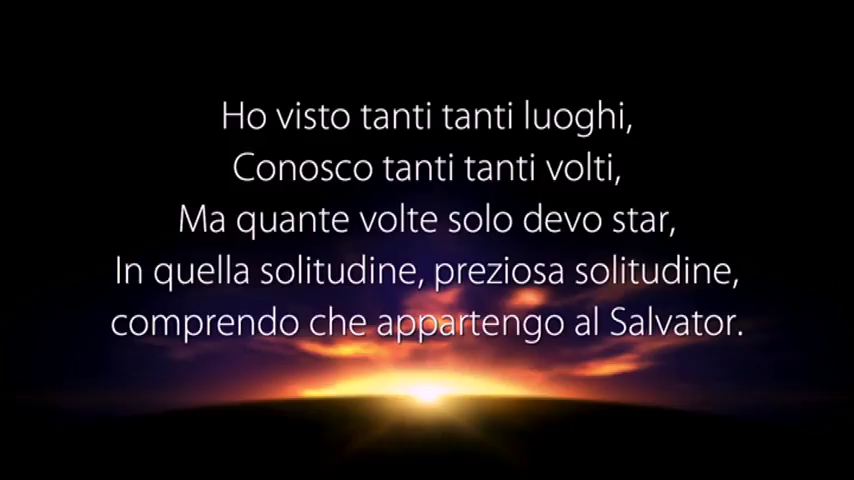 Ho visto tanti tanti luoghi,
Conosco tanti tanti volti,
Ma quante volte solo devo star,
In quella solitudine, preziosa solitudine,
comprendo che appartengo al Salvator.